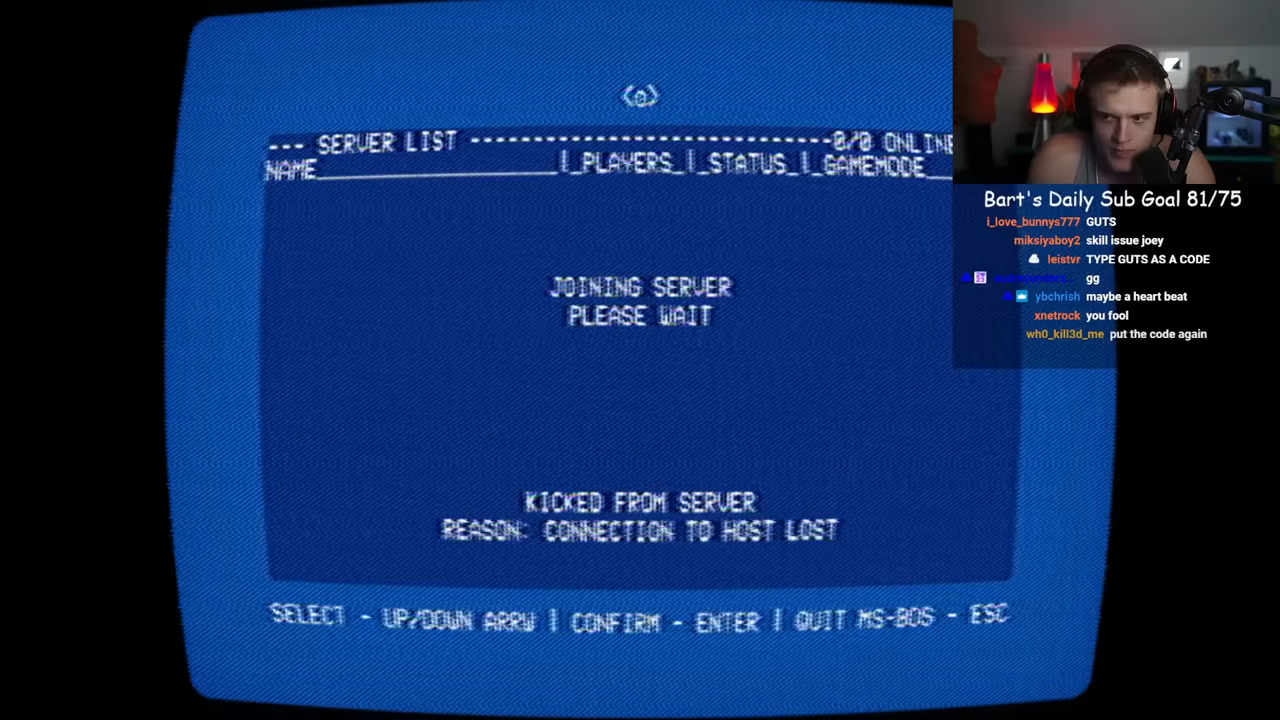 --- SERVER LIST ---------------------------0/0 ONLINE
NAME______________________|_PLAYERS_|_STATUS_|_GAMEMODE__
JOINING SERVER
PLEASE WAIT
KICKED FROM SERVER
REASON: CONNECTION TO HOST LOST
SELECT - UP/DOWN ARRW | CONFIRM - ENTER | QUIT MS-BOS - ESC
Bart's Daily Sub Goal 81/75
i_love_bunnys777 GUTS
miksiyaboy2 skill issue joey
leistvr TYPE GUTS AS A CODE
gg
ybchrish maybe a heart beat
xnetrock you fool
wh0_kill3d_me put the code again